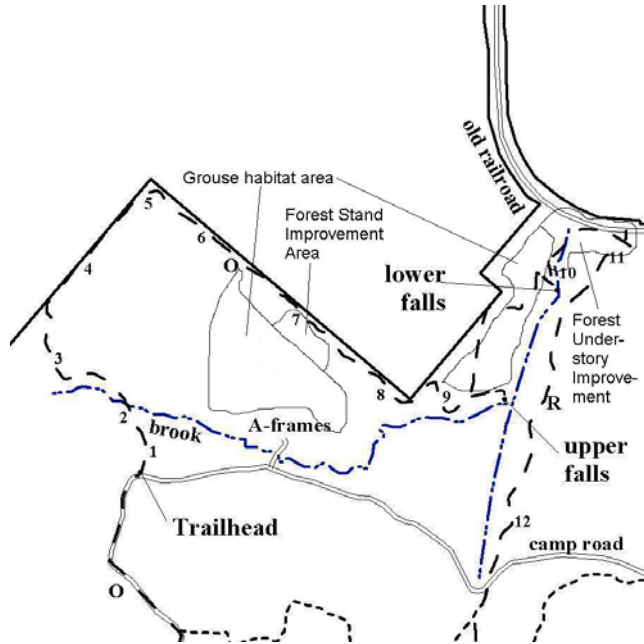 old railroad
Grouse habitat area
5
6
Forest Stand
Improvement
Area
4
O
lower
falls
10
11
7
Forest
Under-
story
Improve-
ment
3
8
9
R
2
brook
A-frames
1
upper
falls
Trailhead
12
camp road
O